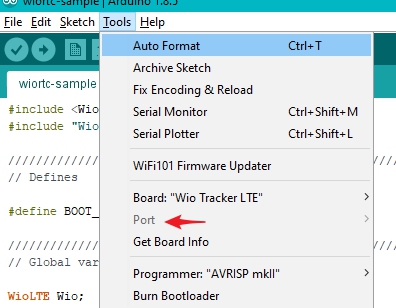 wiortc-sample | Arduino 1.8.5
File Edit Sketch Tools Help
Auto Format Ctrl+T
Archive Sketch
Fix Encoding & Reload
Serial Monitor Ctrl+Shift+M
Serial Plotter Ctrl+Shift+L
WiFi101 Firmware Updater
Board: "Wio Tracker LTE"
Port
Get Board Info
Programmer: "AVRISP mkII"
Burn Bootloader
wiortc-sample
#include <Wio
#include "Wio
////////////////
// Defines
#define BOOT_
////////////////
// Global var
////////////////
WioLTE Wio;